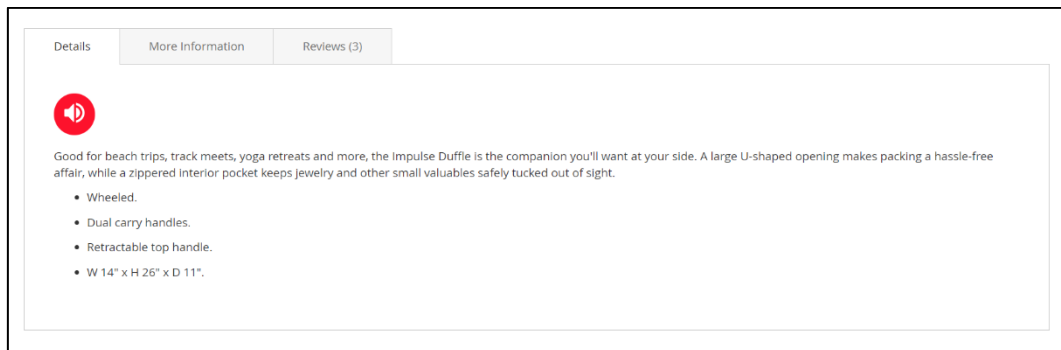 Details
More Information
Reviews (3)
Good for beach trips, track meets, yoga retreats and more, the Impulse Duffle is the companion you'll want at your side. A large U-shaped opening makes packing a hassle-free
affair, while a zippered interior pocket keeps jewelry and other small valuables safely tucked out of sight.
• Wheeled.
• Dual carry handles.
• Retractable top handle.
• W 14" x H 26" x D 11".